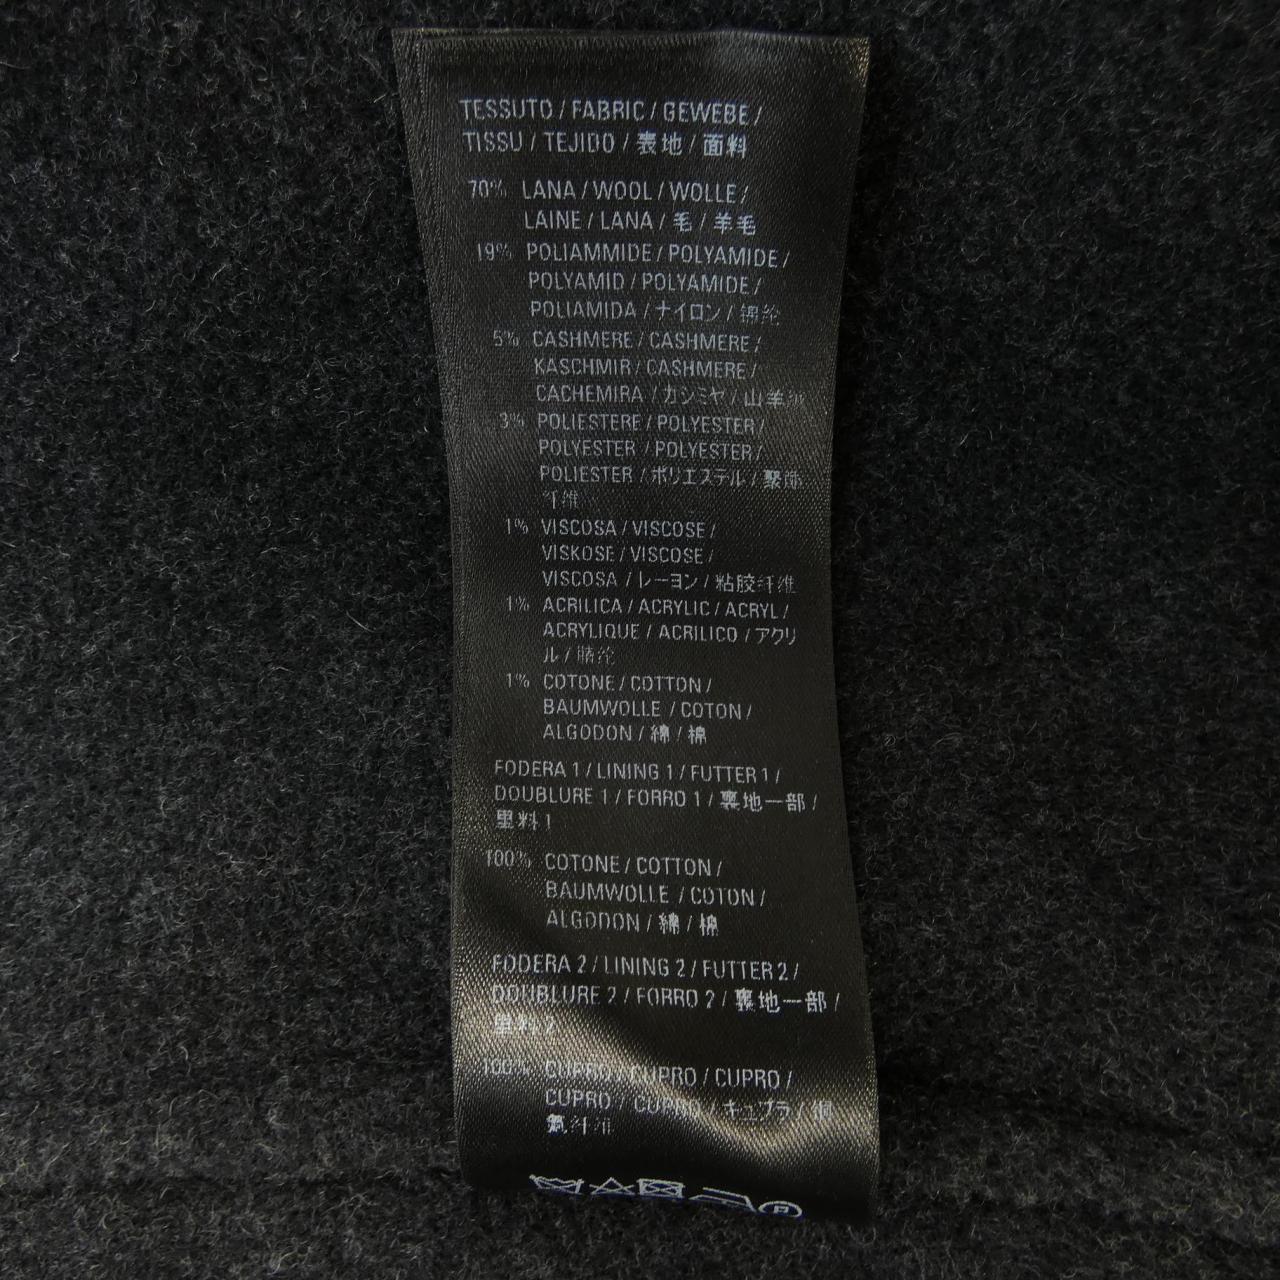 TESSUTO / FABRIC / GEWEBE /
TISSU / TEJIDO / 表地 / 面料
70% LANA / WOOL / WOLLE /
LAINE / LANA / 毛 / 羊毛
19% POLIAMMIDE / POLYAMIDE /
POLYAMID / POLYAMIDE /
POLIAMIDA / ナイロン / 锦纶
5% CASHMERE / CASHMERE /
KASCHMIR / CASHMERE /
CACHEMIRA / カシミヤ / 山羊绒
3% POLIESTERE / POLYESTER /
POLYESTER / POLYESTER /
POLIESTER / ポリエステル / 聚酯
纤维
1% VISCOSA / VISCOSE /
VISKOSE / VISCOSE /
VISCOSA / レーヨン / 粘胶纤维
1% ACRILICA / ACRYLIC / ACRYL /
ACRYLIQUE / ACRILICO / アクリ
ル / 腈纶
1% COTONE / COTTON /
BAUMWOLLE / COTON /
ALGODON / 綿 / 棉
FODERA 1 / LINING 1 / FUTTER 1 /
DOUBLURE 1 / FORRO 1 / 裏地一部 /
里料 1
100% COTONE / COTTON /
BAUMWOLLE / COTON /
ALGODON / 綿 / 棉
FODERA 2 / LINING 2 / FUTTER 2 /
DOUBLURE 2 / FORRO 2 / 裏地一部 /
里料 2
100% CUPRO / CUPRO / CUPRO /
CUPRO / CUPRO / キュプラ / 铜
氨纤维
P